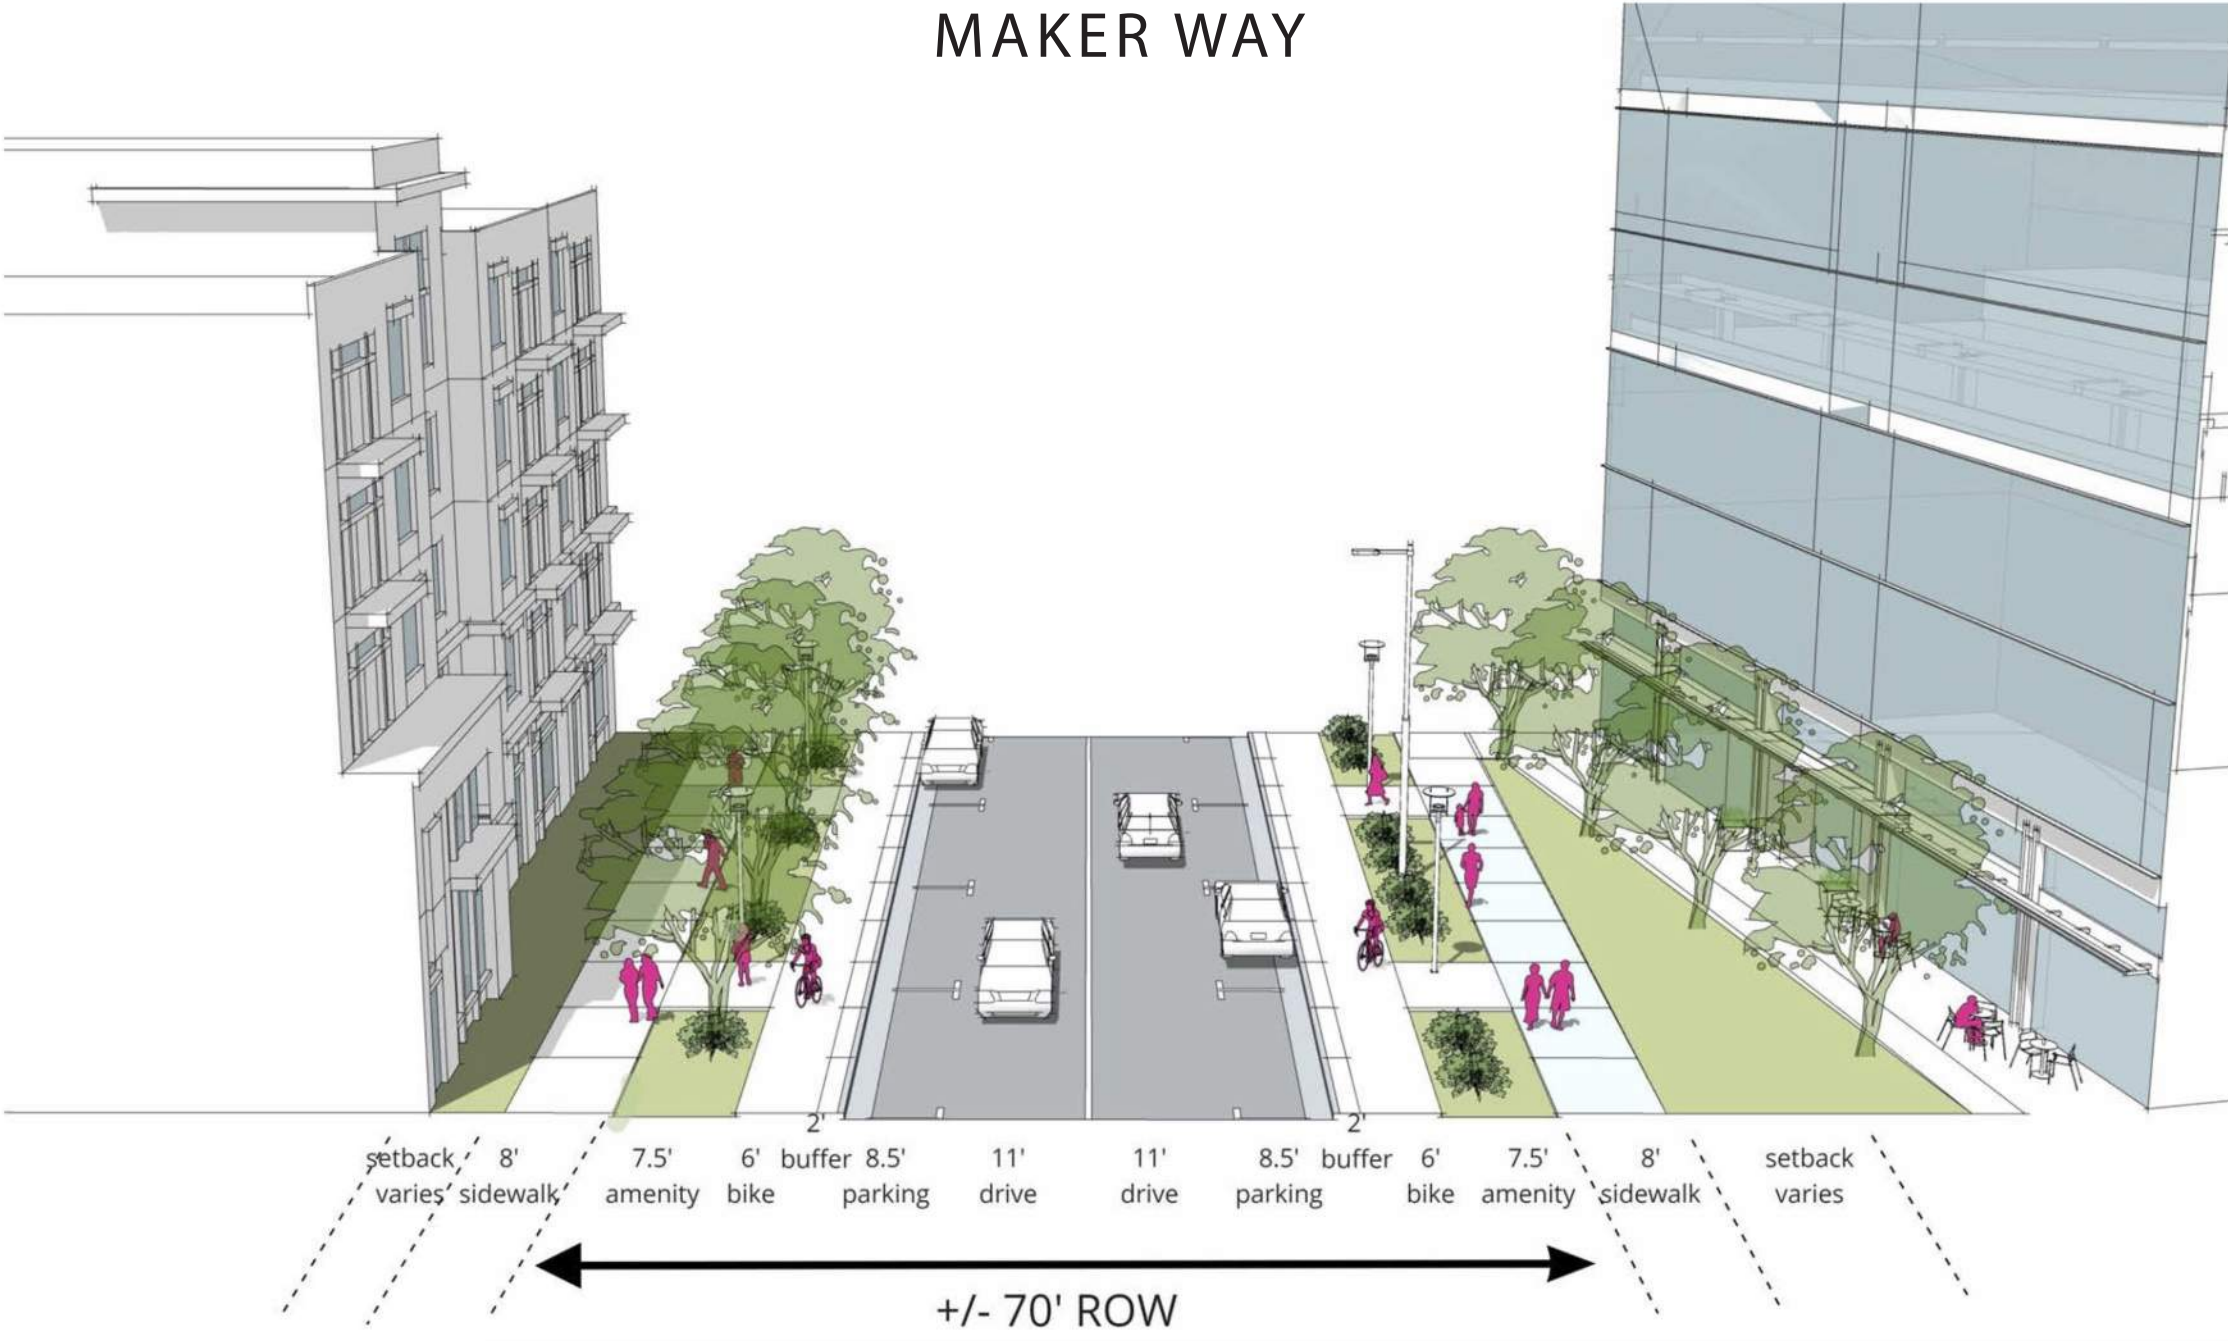 MAKER WAY
2' 2'
setback 8' 7.5' 6' buffer 8.5' 11' 11' 8.5' buffer 6' 7.5' 8' setback
varies sidewalk amenity bike parking drive drive parking bike amenity sidewalk varies
+/- 70' ROW